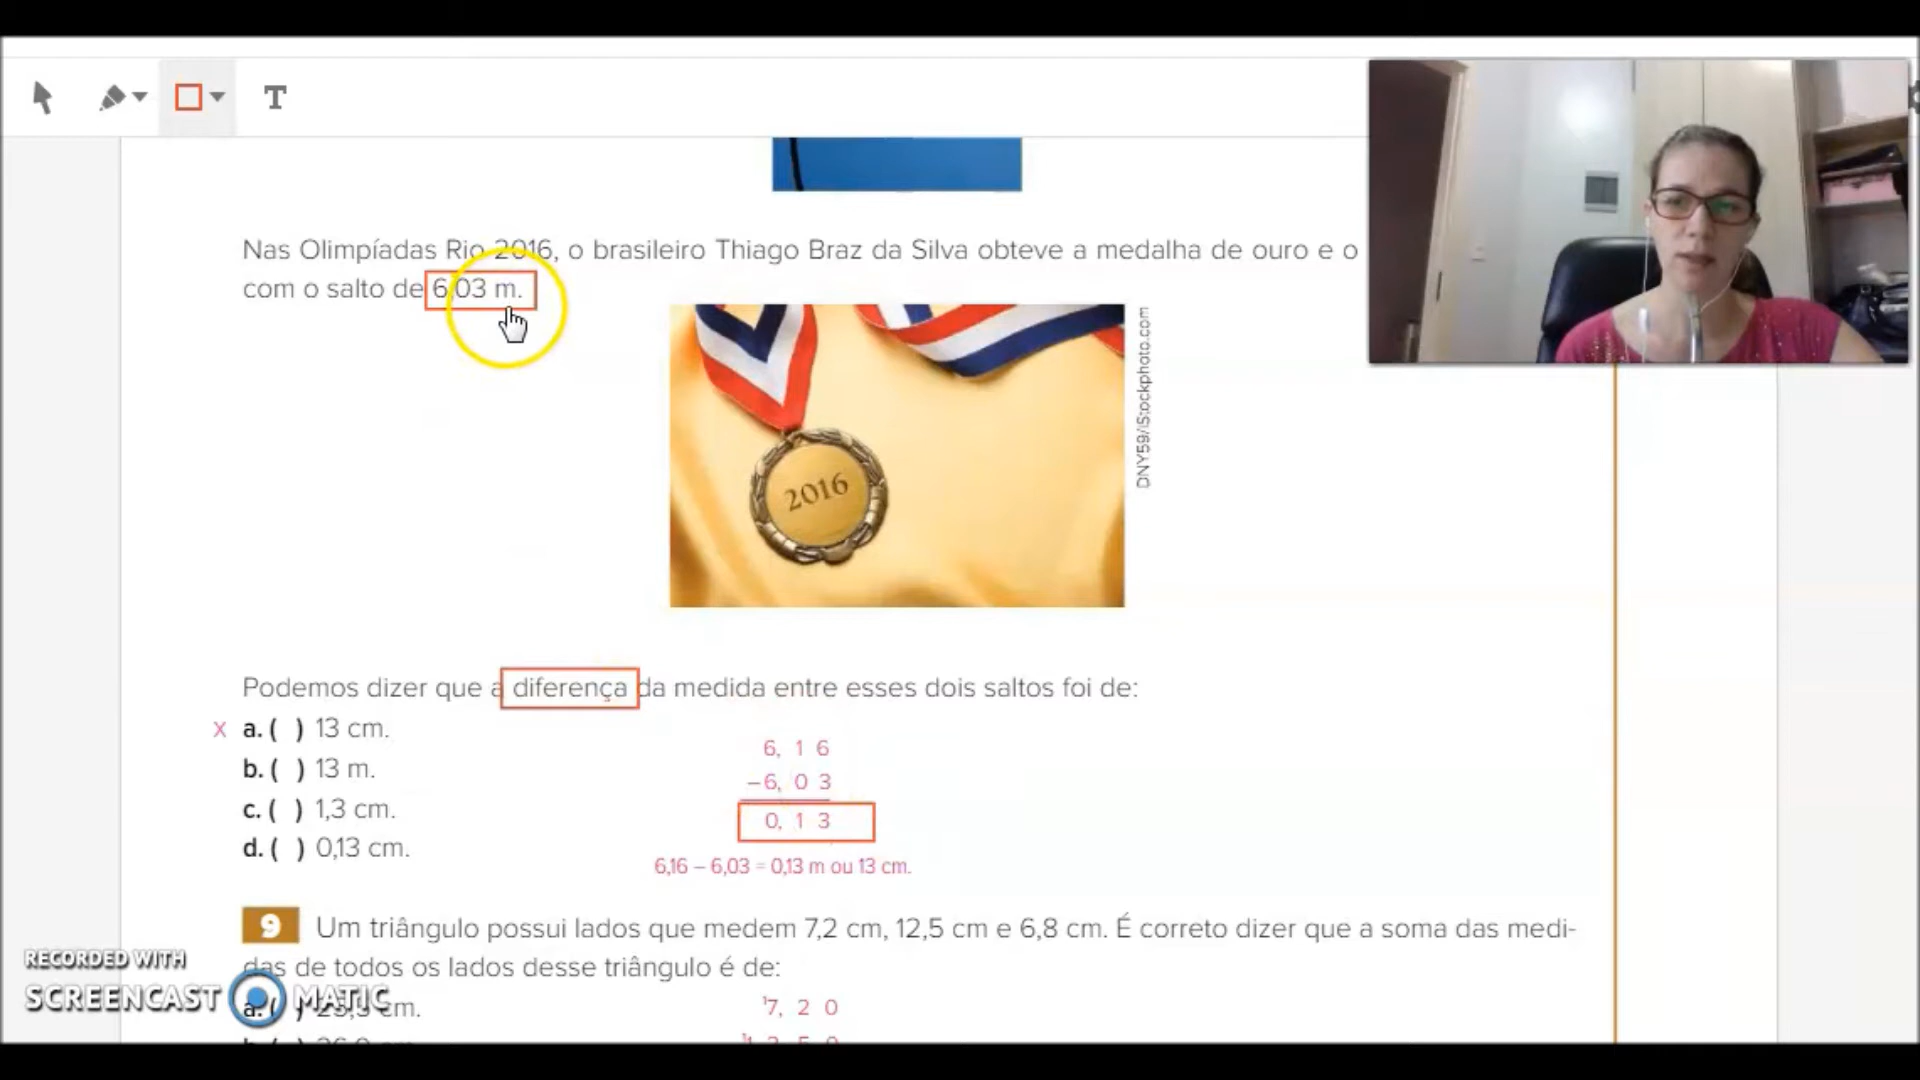 T
Nas Olimpíadas Rio 2016, o brasileiro Thiago Braz da Silva obteve a medalha de ouro e o
com o salto de 6,03 m.
DNY59/iStockphoto.com
2016
Podemos dizer que a diferença da medida entre esses dois saltos foi de:
x a. ( ) 13 cm.
b. ( ) 13 m.
c. ( ) 1,3 cm.
d. ( ) 0,13 cm.
6, 1 6
–6, 0 3
0, 1 3
6,16 – 6,03 = 0,13 m ou 13 cm.
9 Um triângulo possui lados que medem 7,2 cm, 12,5 cm e 6,8 cm. É correto dizer que a soma das medi-
das de todos os lados desse triângulo é de:
a. ( ) cm.
¹7, 2 0
RECORDED WITH
SCREENCAST MATIC